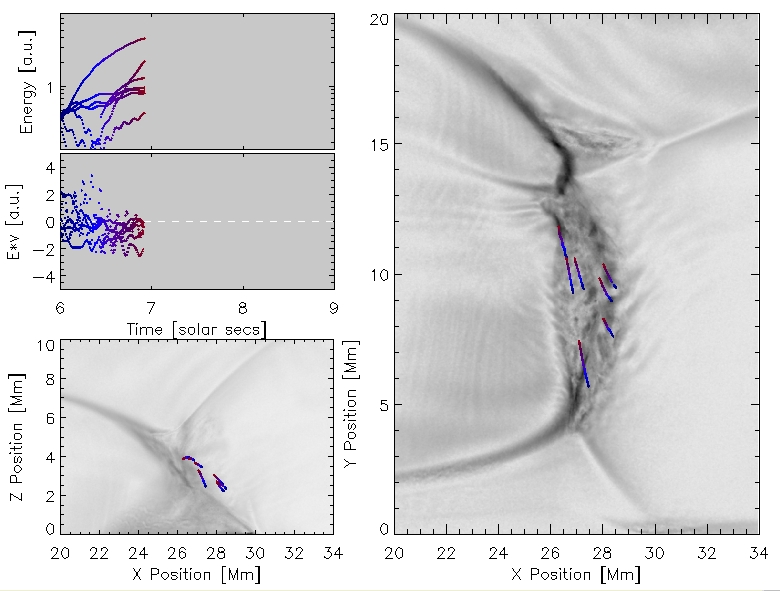 Energy [a.u.]
1
E*v [a.u.]
4
2
0
−2
−4
6 7 8 9
Time [solar secs]
Z Position [Mm]
10
8
6
4
2
0
20 22 24 26 28 30 32 34
X Position [Mm]
Y Position [Mm]
20
15
10
5
0
20 22 24 26 28 30 32 34
X Position [Mm]